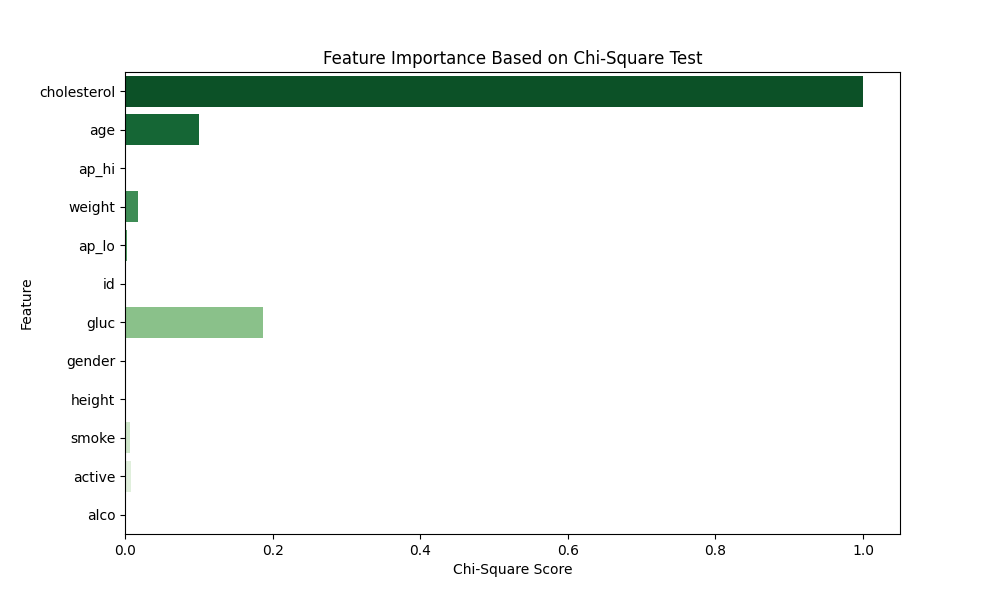 Feature Importance Based on Chi-Square Test
Feature
cholesterol
age
ap_hi
weight
ap_lo
id
gluc
gender
height
smoke
active
alco
0.0 0.2 0.4 0.6 0.8 1.0
Chi-Square Score